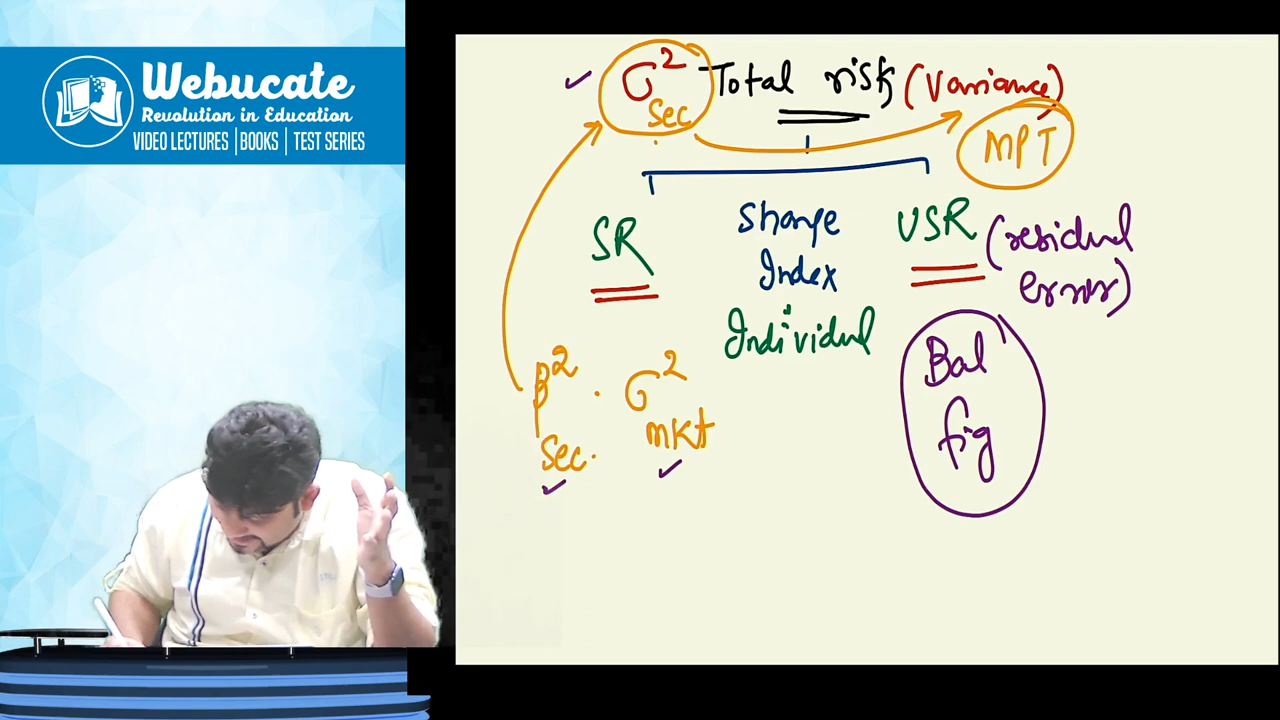 Webucate
Revolution in Education
VIDEO LECTURES | BOOKS | TEST SERIES
σ² sec Total risk (Variance)
MPT
SR
Sharpe
Index
Individual
USR (residual
error)
β² sec. · σ² mkt
Bal
fig